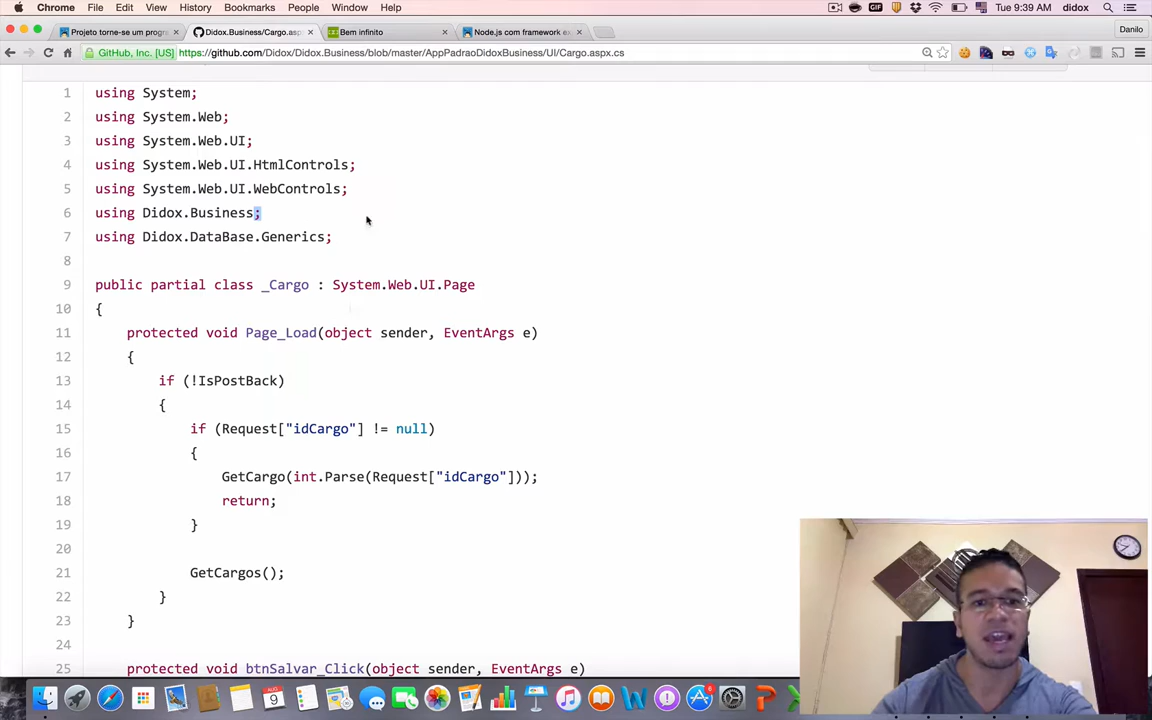 Chrome File Edit View History Bookmarks People Window Help
GIF Tue 9:39 AM didox
Projeto torne-se um progra
Didox.Business/Cargo.asp
Bem infinito
Node.js com framework ex
Danilo
GitHub, Inc. [US] https://github.com/Didox/Didox.Business/blob/master/AppPadraoDidoxBusiness/UI/Cargo.aspx.cs
1 using System;
2 using System.Web;
3 using System.Web.UI;
4 using System.Web.UI.HtmlControls;
5 using System.Web.UI.WebControls;
6 using Didox.Business;
7 using Didox.DataBase.Generics;
8
9 public partial class _Cargo : System.Web.UI.Page
10 {
11 protected void Page_Load(object sender, EventArgs e)
12 {
13 if (!IsPostBack)
14 {
15 if (Request["idCargo"] != null)
16 {
17 GetCargo(int.Parse(Request["idCargo"]));
18 return;
19 }
20
21 GetCargos();
22 }
23 }
24
25 protected void btnSalvar_Click(object sender, EventArgs e)